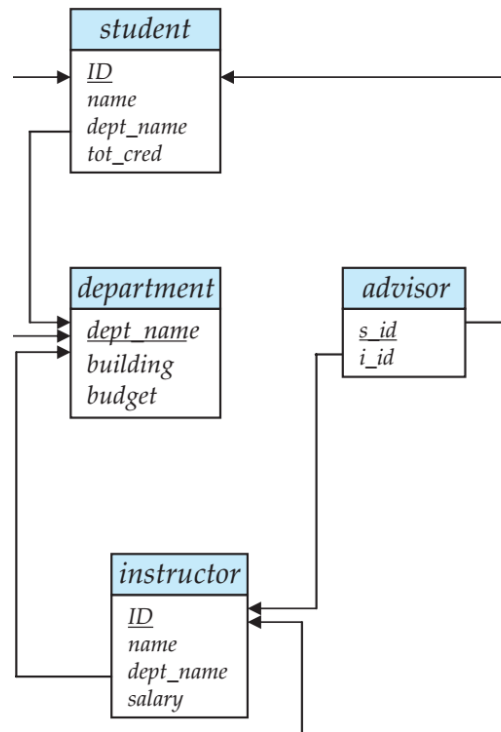 student
ID
name
dept_name
tot_cred
department
dept_name
building
budget
advisor
s_id
i_id
instructor
ID
name
dept_name
salary